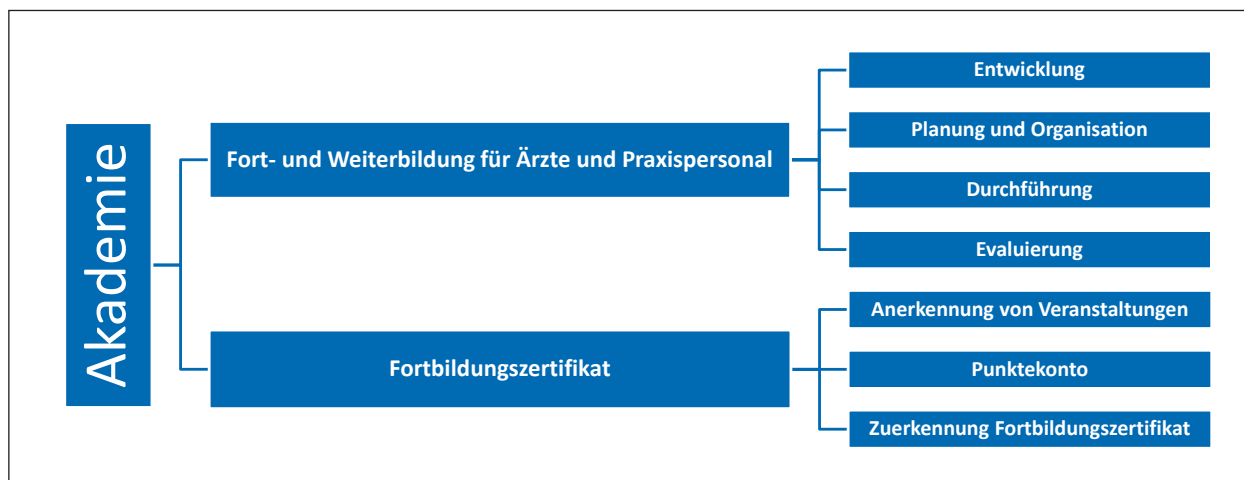 Akademie
Fort- und Weiterbildung für Ärzte und Praxispersonal
Entwicklung
Planung und Organisation
Durchführung
Evaluierung
Fortbildungszertifikat
Anerkennung von Veranstaltungen
Punktekonto
Zuerkennung Fortbildungszertifikat